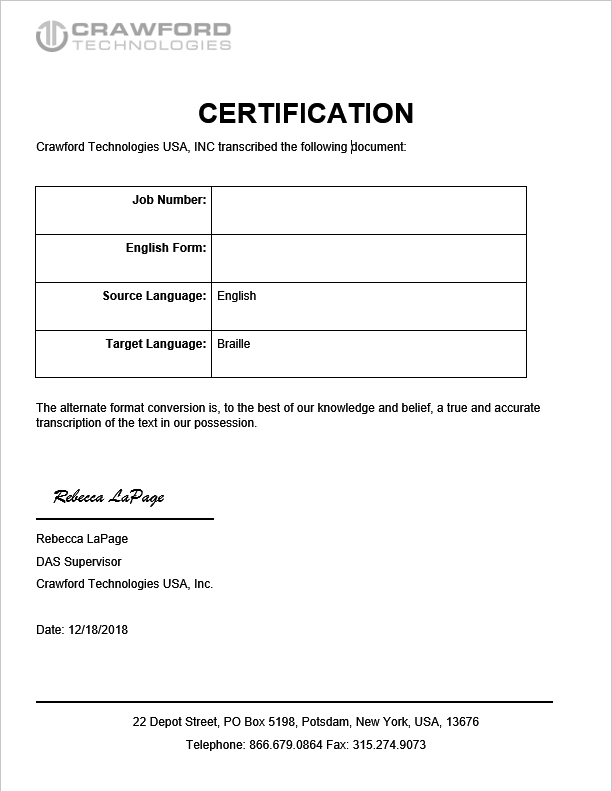 CRAWFORD
TECHNOLOGIES
CERTIFICATION
Crawford Technologies USA, INC transcribed the following document:
Job Number:
English Form:
Source Language: English
Target Language: Braille
The alternate format conversion is, to the best of our knowledge and belief, a true and accurate
transcription of the text in our possession.
Rebecca LaPage
Rebecca LaPage
DAS Supervisor
Crawford Technologies USA, Inc.
Date: 12/18/2018
22 Depot Street, PO Box 5198, Potsdam, New York, USA, 13676
Telephone: 866.679.0864 Fax: 315.274.9073